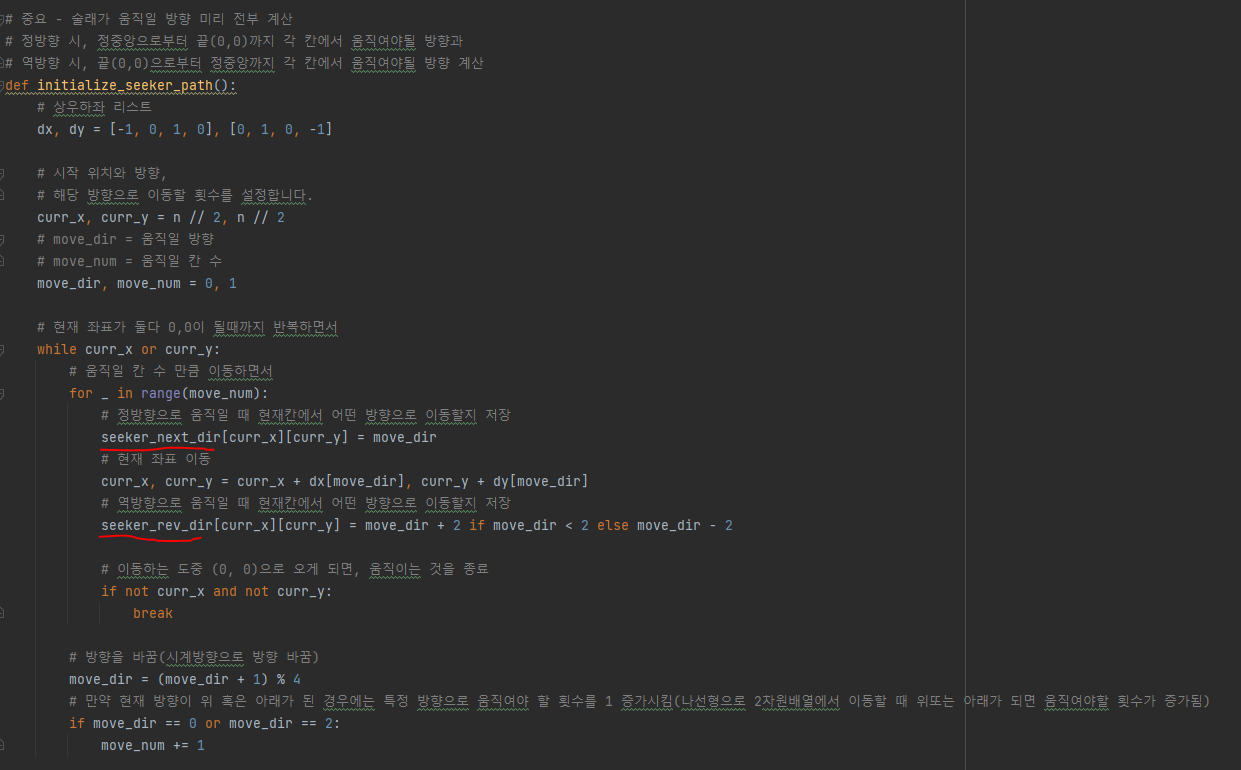 # 중요 - 술래가 움직일 방향 미리 전부 계산
# 정방향 시, 정중앙으로부터 끝(0,0)까지 각 칸에서 움직여야될 방향과
# 역방향 시, 끝(0,0)으로부터 정중앙까지 각 칸에서 움직여야될 방향 계산
def initialize_seeker_path():
    # 상우하좌 리스트
    dx, dy = [-1, 0, 1, 0], [0, 1, 0, -1]

    # 시작 위치와 방향,
    # 해당 방향으로 이동할 횟수를 설정합니다.
    curr_x, curr_y = n // 2, n // 2
    # move_dir = 움직일 방향
    # move_num = 움직일 칸 수
    move_dir, move_num = 0, 1

    # 현재 좌표가 둘다 0,0이 될때까지 반복하면서
    while curr_x or curr_y:
        # 움직일 칸 수 만큼 이동하면서
        for _ in range(move_num):
            # 정방향으로 움직일 때 현재칸에서 어떤 방향으로 이동할지 저장
            seeker_next_dir[curr_x][curr_y] = move_dir
            # 현재 좌표 이동
            curr_x, curr_y = curr_x + dx[move_dir], curr_y + dy[move_dir]
            # 역방향으로 움직일 때 현재칸에서 어떤 방향으로 이동할지 저장
            seeker_rev_dir[curr_x][curr_y] = move_dir + 2 if move_dir < 2 else move_dir - 2

            # 이동하는 도중 (0, 0)으로 오게 되면, 움직이는 것을 종료
            if not curr_x and not curr_y:
                break

        # 방향을 바꿈(시계방향으로 방향 바꿈)
        move_dir = (move_dir + 1) % 4
        # 만약 현재 방향이 위 혹은 아래가 된 경우에는 특정 방향으로 움직여야 할 횟수를 1 증가시킴(나선형으로 2차원배열에서 이동할 때 위또는 아래가 되면 움직여야할 횟수가 증가됨)
        if move_dir == 0 or move_dir == 2:
            move_num += 1